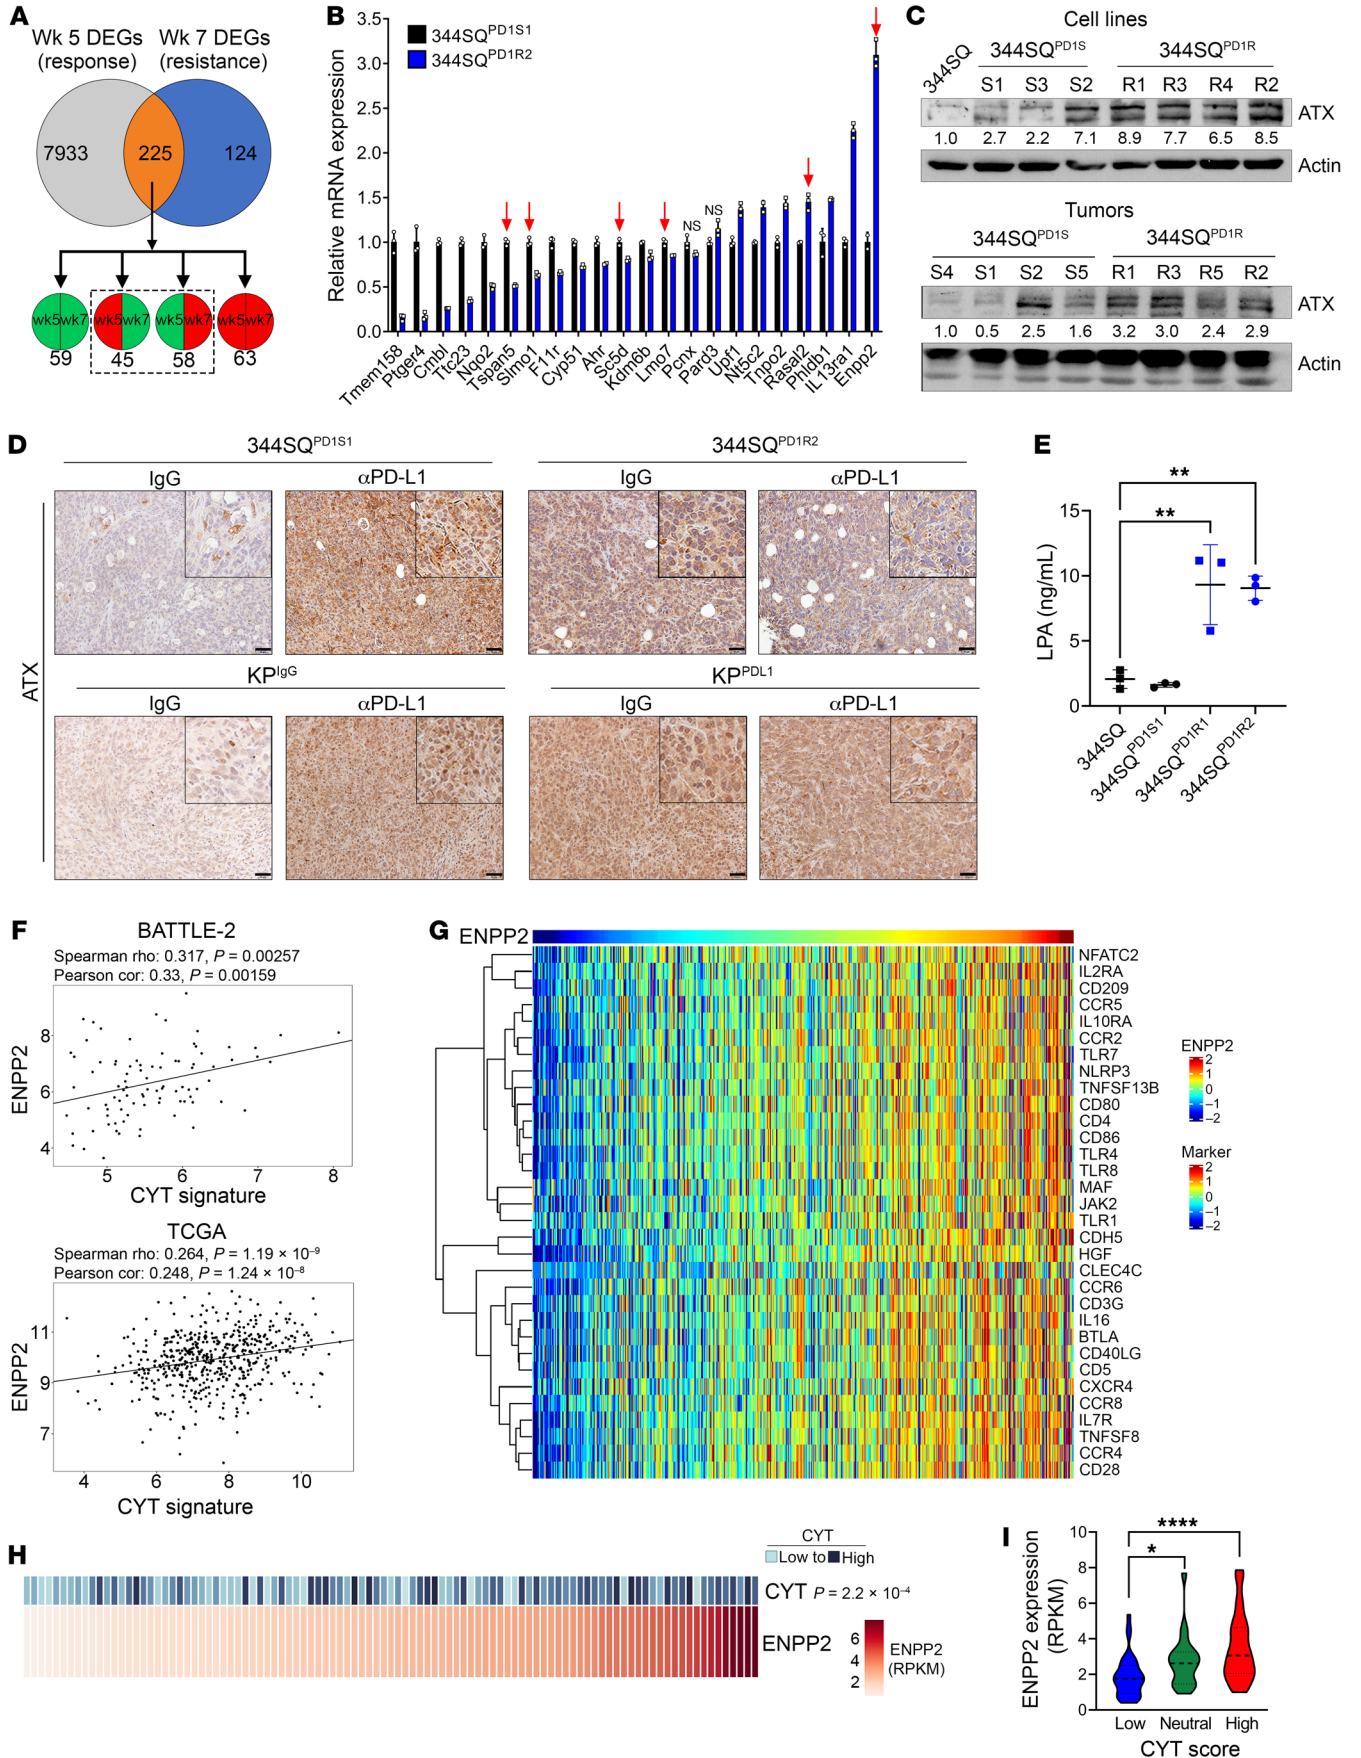 A
Wk 5 DEGs
(response)
Wk 7 DEGs
(resistance)
7933
225
124
wk5 wk7
59
wk5 wk7
45
wk5 wk7
58
wk5 wk7
63
B
Relative mRNA expression
3.5
3.0
2.5
2.0
1.5
1.0
0.5
0.0
344SQPD1S1
344SQPD1R2
NS
NS
Tmem158
Ptger4
Cmbl
Ttc23
Nqo2
Tspan5
Slmo1
F11r
Cyp51
Ahr
Sc5d
Kdm6b
Lmo7
Pcnx
Pard3
Upf1
Nt5c2
Tnpo2
Rasal2
Phldb1
IL13ra1
Enpp2
C
Cell lines
344SQ
344SQPD1S
344SQPD1R
S1 S3 S2 R1 R3 R4 R2
ATX
1.0 2.7 2.2 7.1 8.9 7.7 6.5 8.5
Actin
Tumors
344SQPD1S
344SQPD1R
S4 S1 S2 S5 R1 R3 R5 R2
ATX
1.0 0.5 2.5 1.6 3.2 3.0 2.4 2.9
Actin
D
344SQPD1S1
344SQPD1R2
IgG
αPD-L1
IgG
αPD-L1
ATX
KPIgG
KPPDL1
IgG
αPD-L1
IgG
αPD-L1
E
**
**
LPA (ng/mL)
15
10
5
0
344SQ
344SQPD1S1
344SQPD1R1
344SQPD1R2
F
BATTLE-2
Spearman rho: 0.317, P = 0.00257
Pearson cor: 0.33, P = 0.00159
ENPP2
8
6
4
5 6 7 8
CYT signature
TCGA
Spearman rho: 0.264, P = 1.19 × 10–9
Pearson cor: 0.248, P = 1.24 × 10–8
ENPP2
11
9
7
4 6 8 10
CYT signature
G
ENPP2
NFATC2
IL2RA
CD209
CCR5
IL10RA
CCR2
TLR7
NLRP3
TNFSF13B
CD80
CD4
CD86
TLR4
TLR8
MAF
JAK2
TLR1
CDH5
HGF
CLEC4C
CCR6
CD3G
IL16
BTLA
CD40LG
CD5
CXCR4
CCR8
IL7R
TNFSF8
CCR4
CD28
ENPP2
2
1
0
–1
–2
Marker
2
1
0
–1
–2
H
CYT
Low to High
CYT P = 2.2 × 10–4
ENPP2
6
4
2
ENPP2
(RPKM)
I
****
*
ENPP2 expression
(RPKM)
10
8
6
4
2
0
Low Neutral High
CYT score